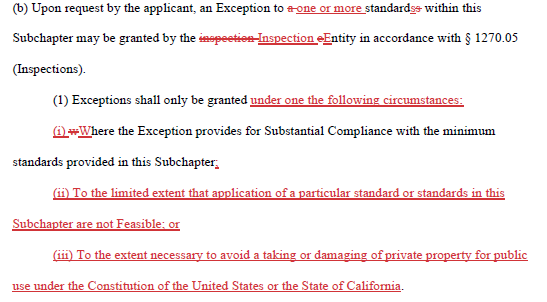 (b) Upon request by the applicant, an Exception to a one or more standardss within this
Subchapter may be granted by the inspection Inspection eEntity in accordance with § 1270.05
(Inspections).
(1) Exceptions shall only be granted under one the following circumstances:
(i) wWhere the Exception provides for Substantial Compliance with the minimum
standards provided in this Subchapter;
(ii) To the limited extent that application of a particular standard or standards in this
Subchapter are not Feasible; or
(iii) To the extent necessary to avoid a taking or damaging of private property for public
use under the Constitution of the United States or the State of California.